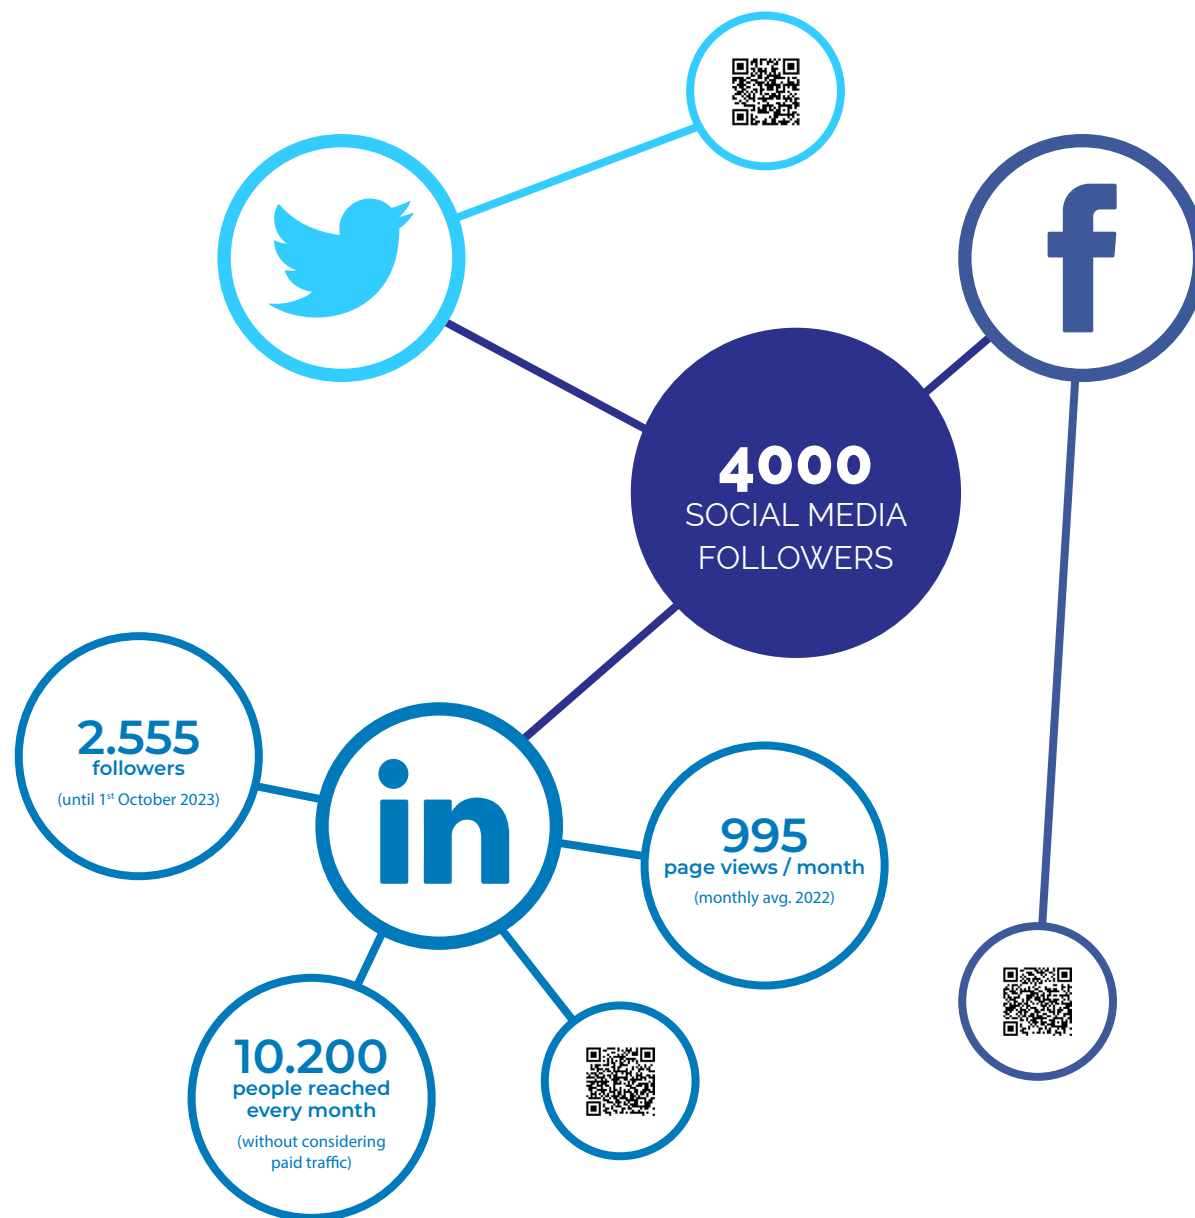 4000
SOCIAL MEDIA
FOLLOWERS
2.555
followers
(until 1st October 2023)
in
995
page views / month
(monthly avg. 2022)
10.200
people reached
every month
(without considering
paid traffic)